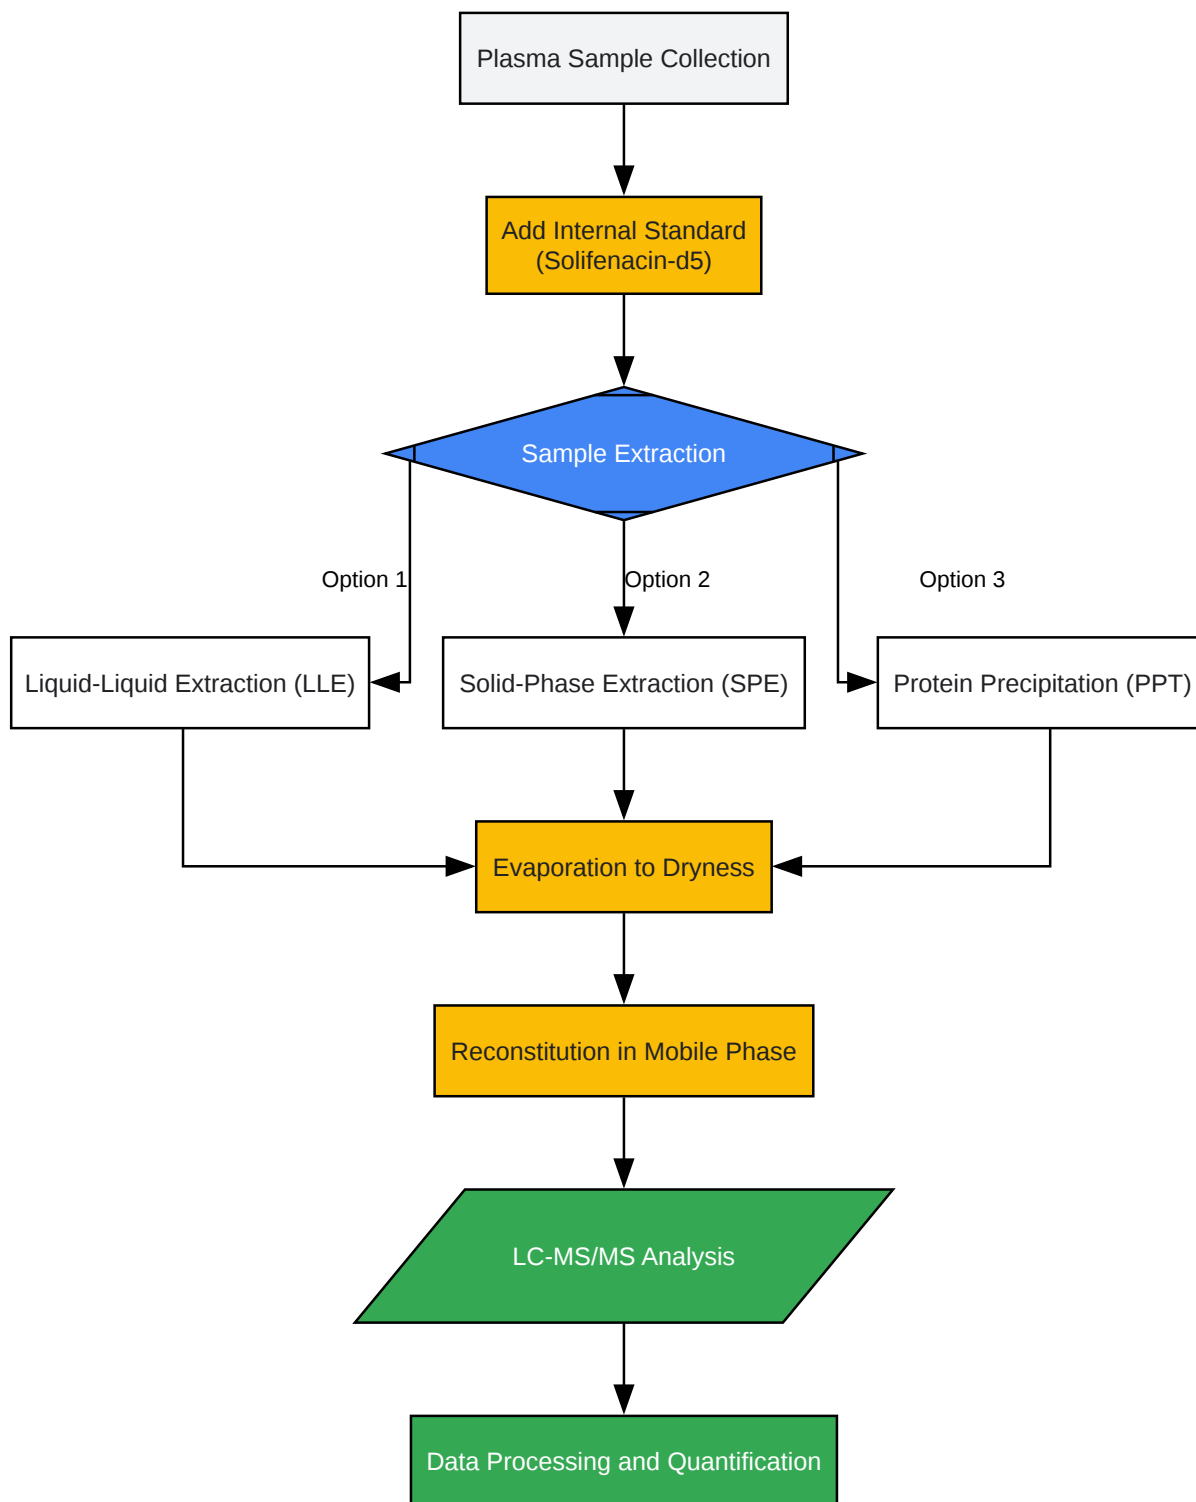 Plasma Sample Collection
Add Internal Standard
(Solifenacin-d5)
Sample Extraction
Option 1
Option 2
Option 3
Liquid-Liquid Extraction (LLE)
Solid-Phase Extraction (SPE)
Protein Precipitation (PPT)
Evaporation to Dryness
Reconstitution in Mobile Phase
LC-MS/MS Analysis
Data Processing and Quantification